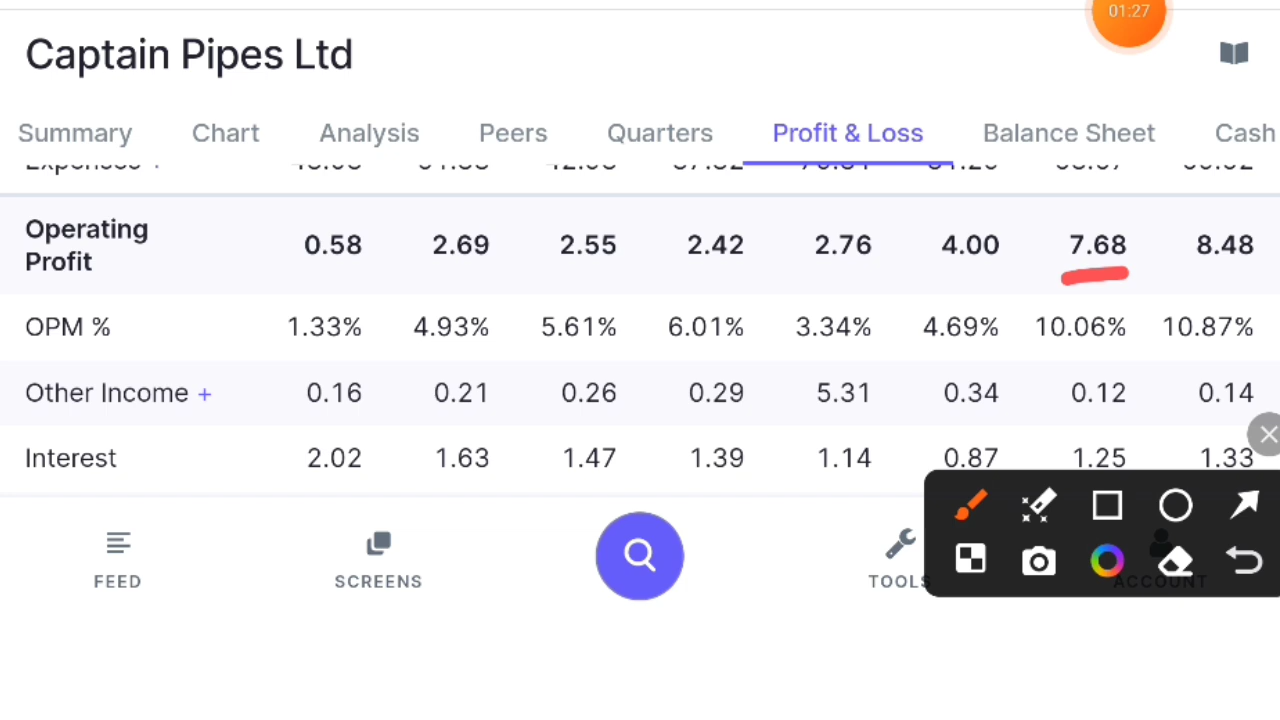 01:27
Captain Pipes Ltd
Summary Chart Analysis Peers Quarters Profit & Loss Balance Sheet Cash
Operating Profit 0.58 2.69 2.55 2.42 2.76 4.00 7.68 8.48
OPM % 1.33% 4.93% 5.61% 6.01% 3.34% 4.69% 10.06% 10.87%
Other Income + 0.16 0.21 0.26 0.29 5.31 0.34 0.12 0.14
Interest 2.02 1.63 1.47 1.39 1.14 0.87 1.25 1.33
FEED SCREENS TOOLS ACCOUNT